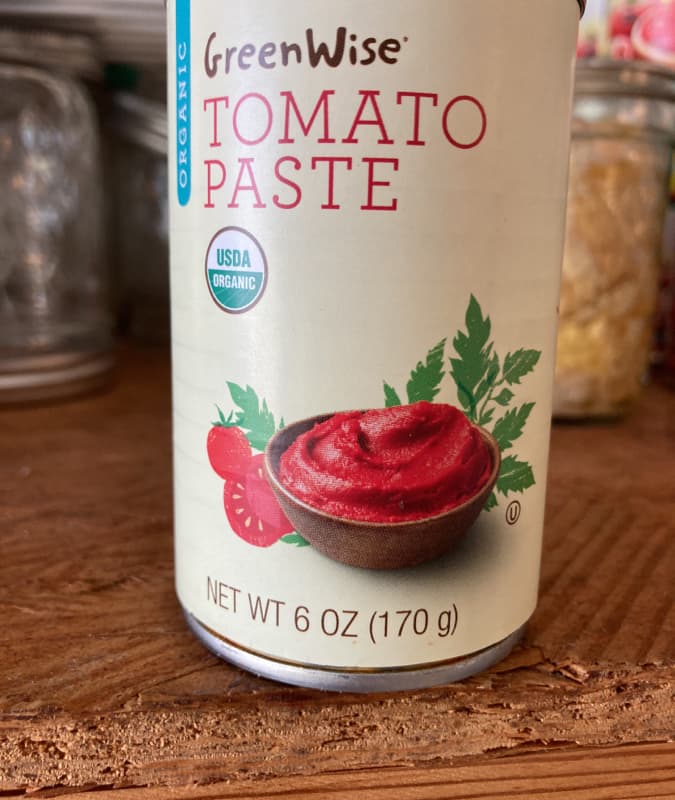 ORGANIC
GreenWise®
TOMATO
PASTE
USDA
ORGANIC
U
NET WT 6 OZ (170 g)